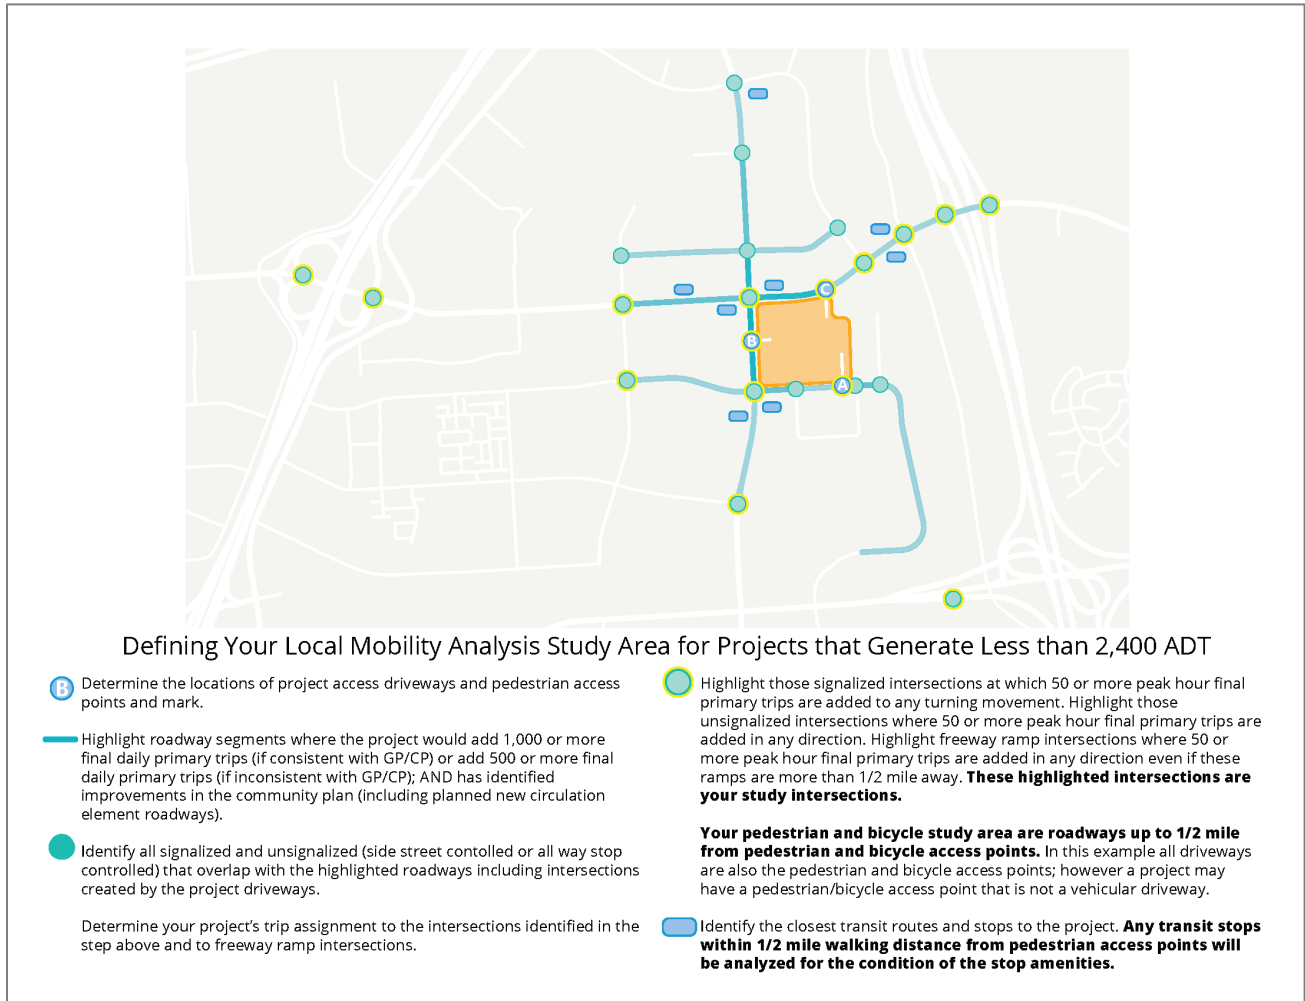 C
B
A
Defining Your Local Mobility Analysis Study Area for Projects that Generate Less than 2,400 ADT
B
Determine the locations of project access driveways and pedestrian access
points and mark.
Highlight roadway segments where the project would add 1,000 or more
final daily primary trips (if consistent with GP/CP) or add 500 or more final
daily primary trips (if inconsistent with GP/CP); AND has identified
improvements in the community plan (including planned new circulation
element roadways).
Identify all signalized and unsignalized (side street contolled or all way stop
controlled) that overlap with the highlighted roadways including intersections
created by the project driveways.
Determine your project's trip assignment to the intersections identified in the
step above and to freeway ramp intersections.
Highlight those signalized intersections at which 50 or more peak hour final
primary trips are added to any turning movement. Highlight those
unsignalized intersections where 50 or more peak hour final primary trips are
added in any direction. Highlight freeway ramp intersections where 50 or
more peak hour final primary trips are added in any direction even if these
ramps are more than 1/2 mile away. These highlighted intersections are
your study intersections.
Your pedestrian and bicycle study area are roadways up to 1/2 mile
from pedestrian and bicycle access points. In this example all driveways
are also the pedestrian and bicycle access points; however a project may
have a pedestrian/bicycle access point that is not a vehicular driveway.
Identify the closest transit routes and stops to the project. Any transit stops
within 1/2 mile walking distance from pedestrian access points will
be analyzed for the condition of the stop amenities.